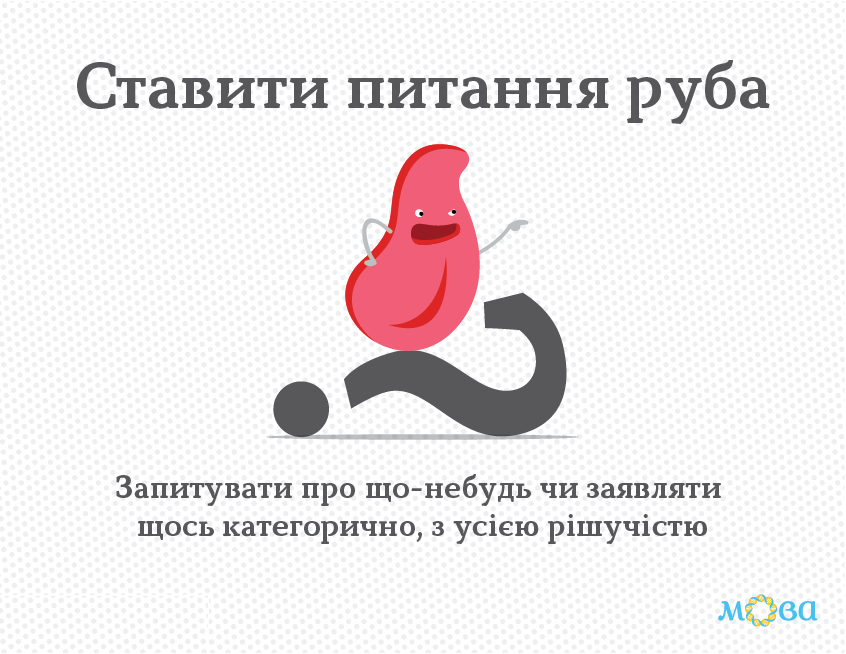 Ставити питання руба
Запитувати про що-небудь чи заявляти
щось категорично, з усією рішучістю
мова